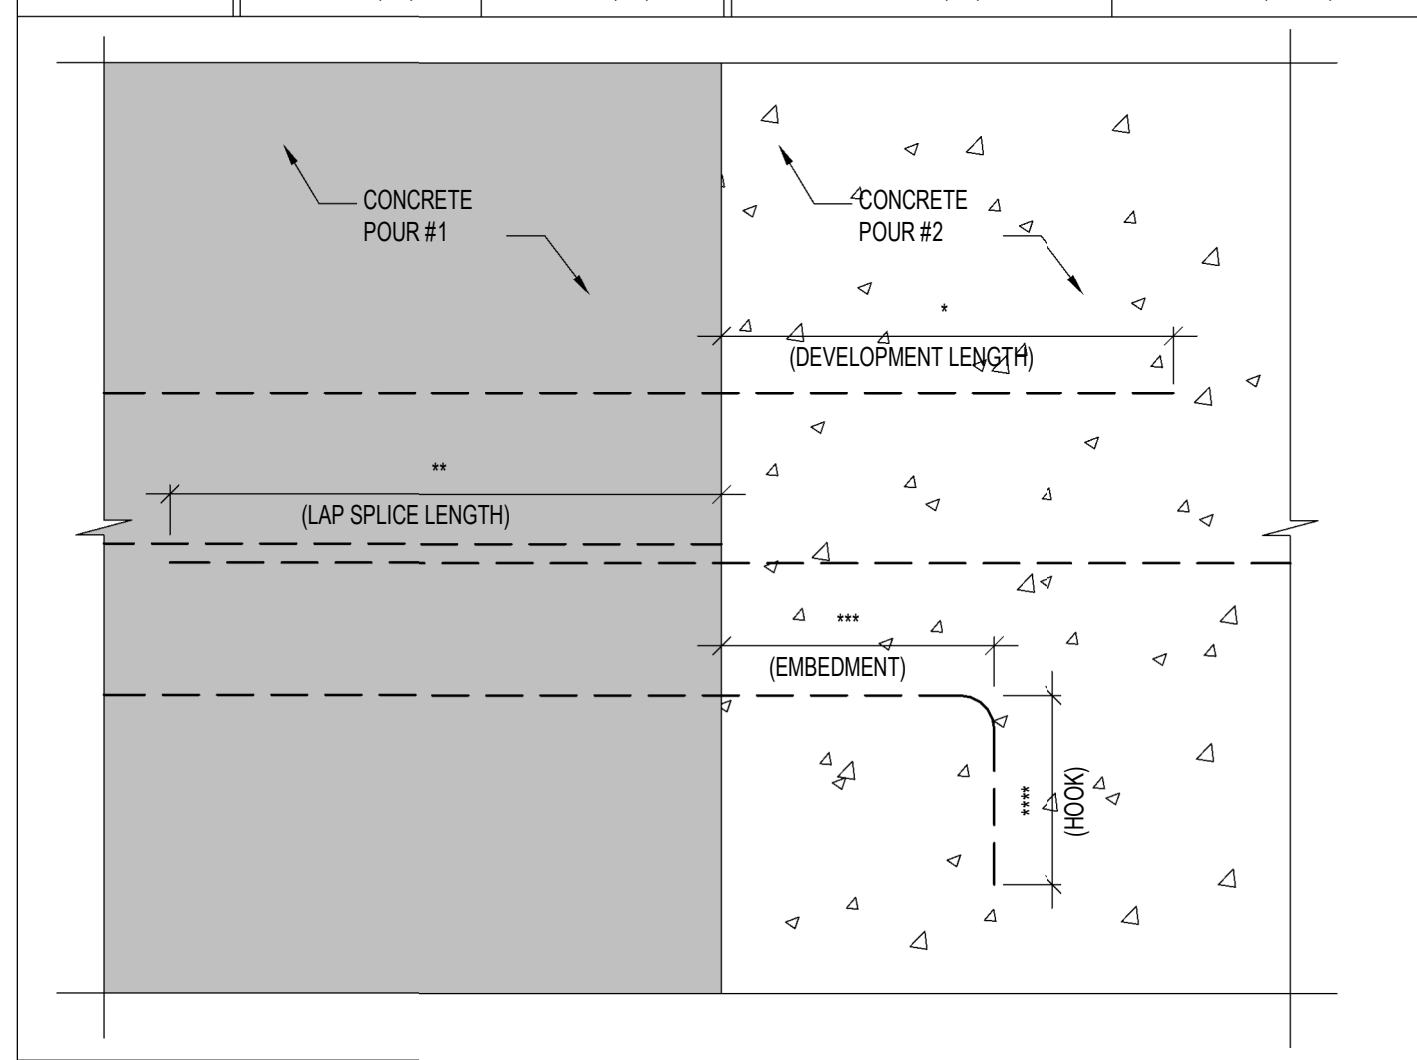 CONCRETE
POUR #1
CONCRETE
POUR #2
*
(DEVELOPMENT LENGTH)
**
(LAP SPLICE LENGTH)
***
(EMBEDMENT)
****
(HOOK)